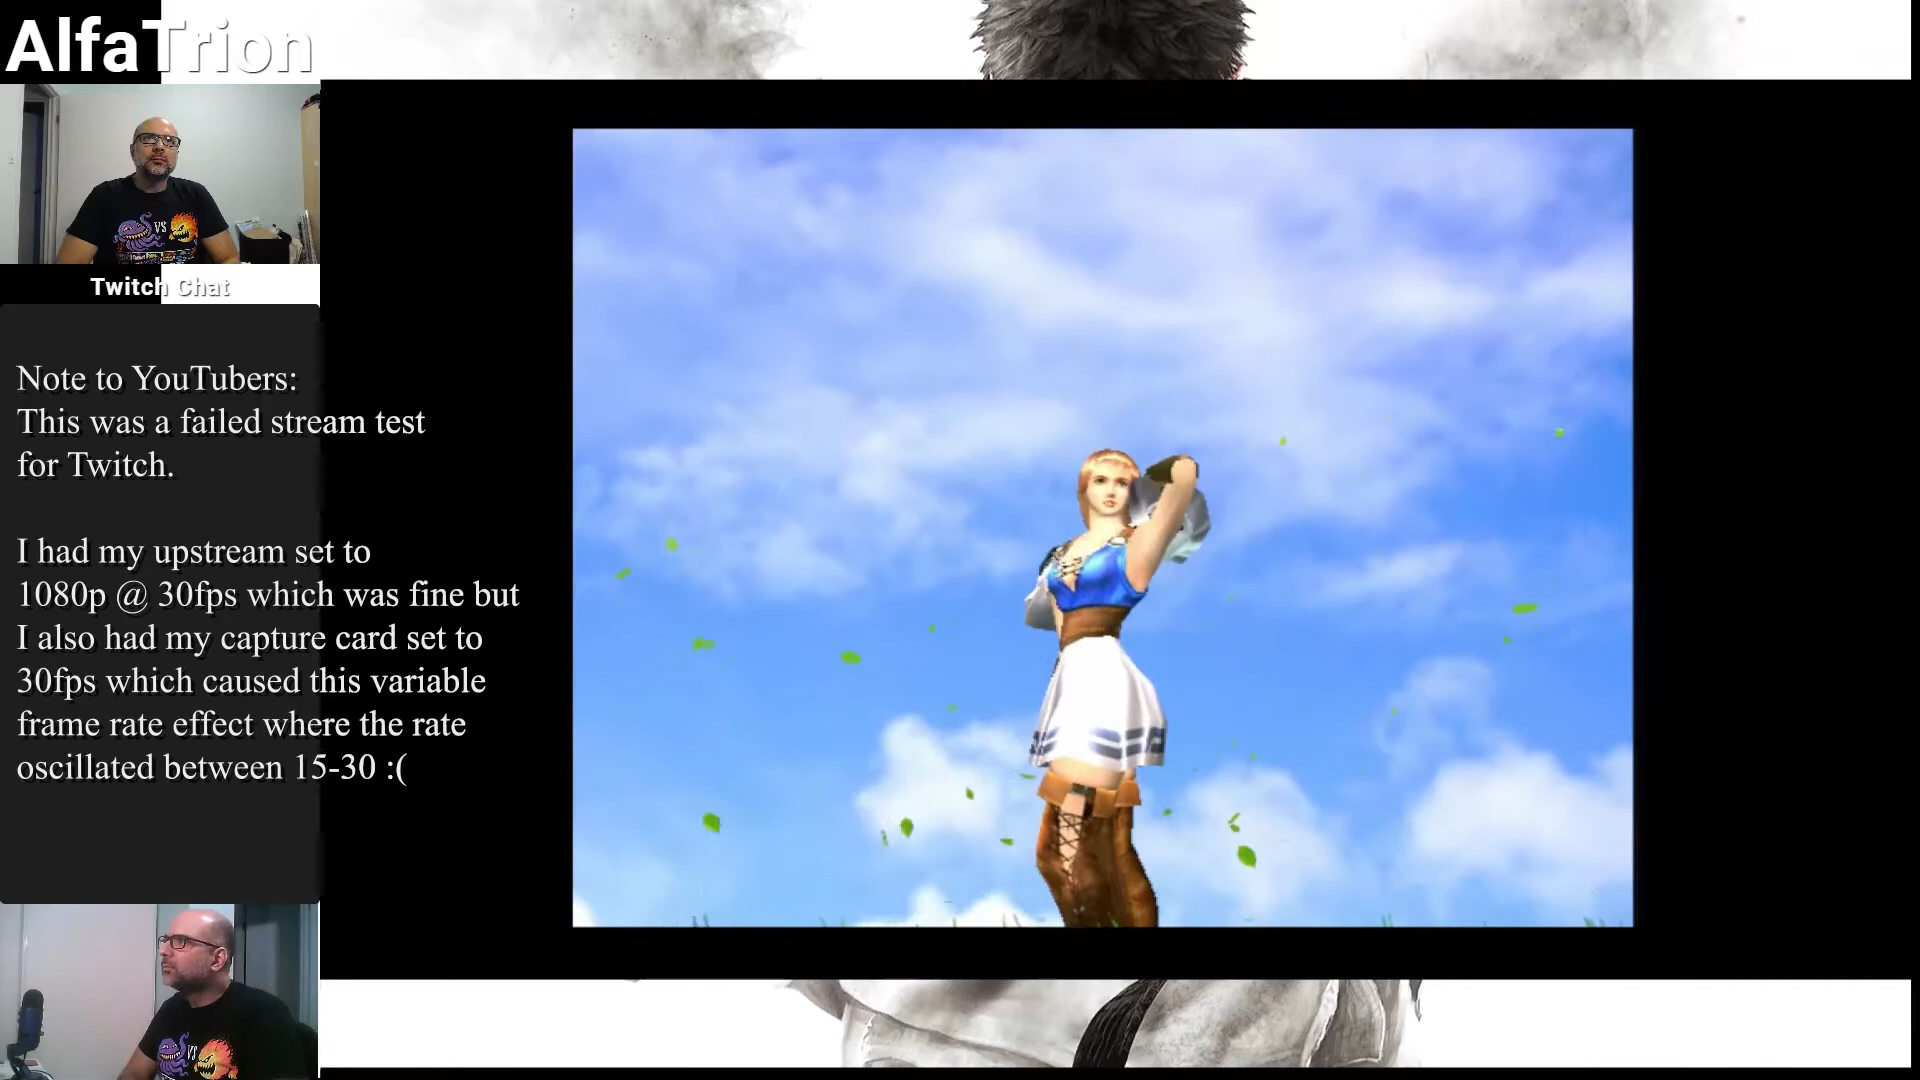 AlfaTrion
VS
Twitch Chat
Note to YouTubers:
This was a failed stream test
for Twitch.
I had my upstream set to
1080p @ 30fps which was fine but
I also had my capture card set to
30fps which caused this variable
frame rate effect where the rate
oscillated between 15-30 :(
VS